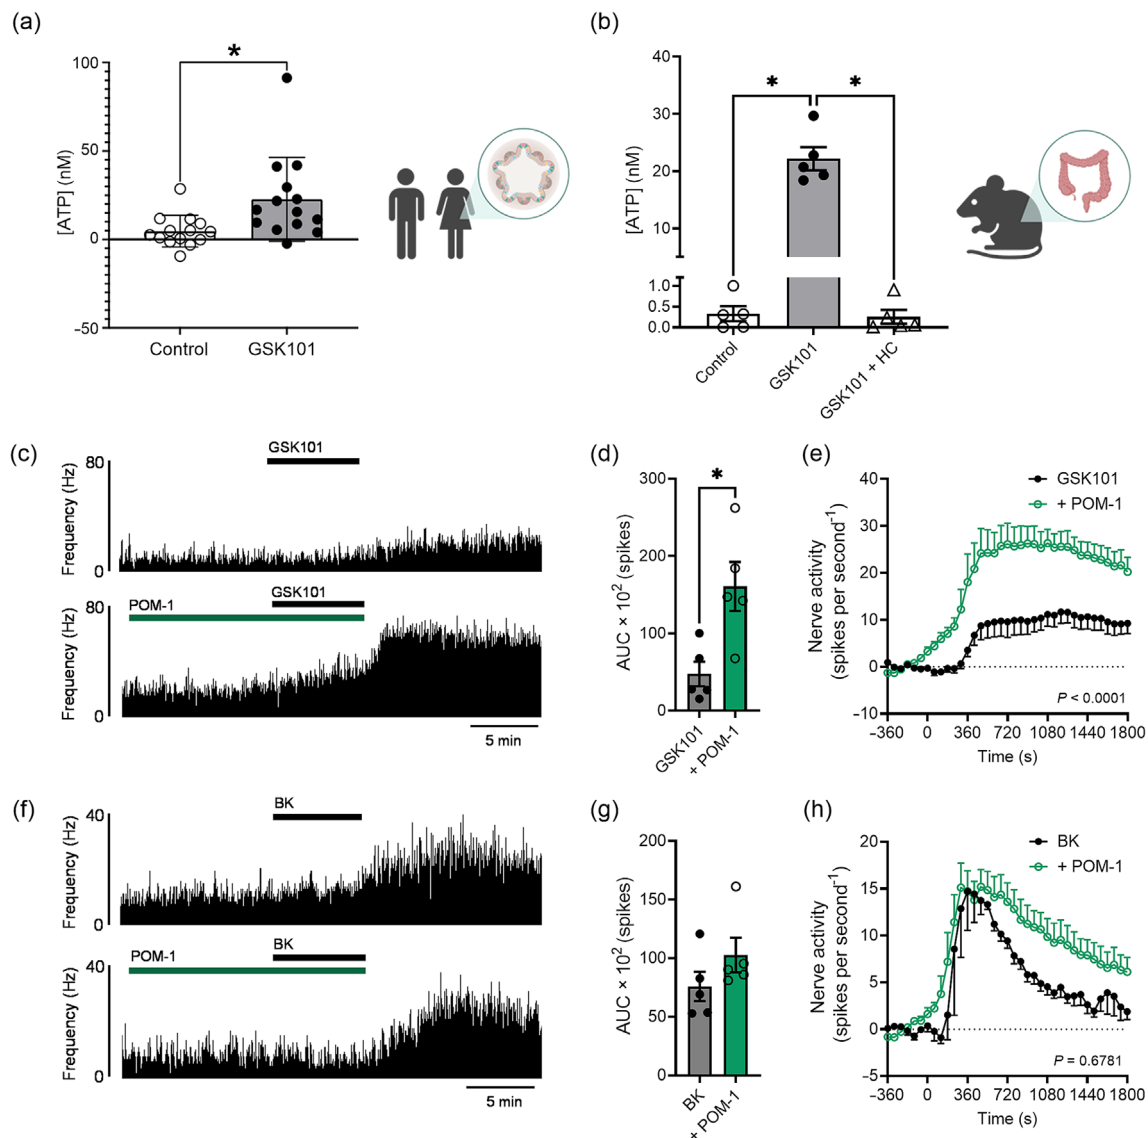 (a)
*
[ATP] (nM)
100
50
0
−50
Control
GSK101
(b)
*
*
[ATP] (nM)
40
30
20
10
1.0
0.5
0.0
Control
GSK101
GSK101 + HC
(c)
GSK101
Frequency (Hz)
80
0
POM-1
GSK101
Frequency (Hz)
80
0
5 min
(d)
*
AUC × 10² (spikes)
300
200
100
0
GSK101
+ POM-1
(e)
GSK101
+ POM-1
Nerve activity
(spikes per second⁻¹)
40
30
20
10
0
−10
P < 0.0001
−360 0 360 720 1080 1440 1800
Time (s)
(f)
BK
Frequency (Hz)
40
0
POM-1
BK
Frequency (Hz)
40
0
5 min
(g)
AUC × 10² (spikes)
200
150
100
50
0
BK
+ POM-1
(h)
BK
+ POM-1
Nerve activity
(spikes per second⁻¹)
20
15
10
5
0
−5
P = 0.6781
−360 0 360 720 1080 1440 1800
Time (s)